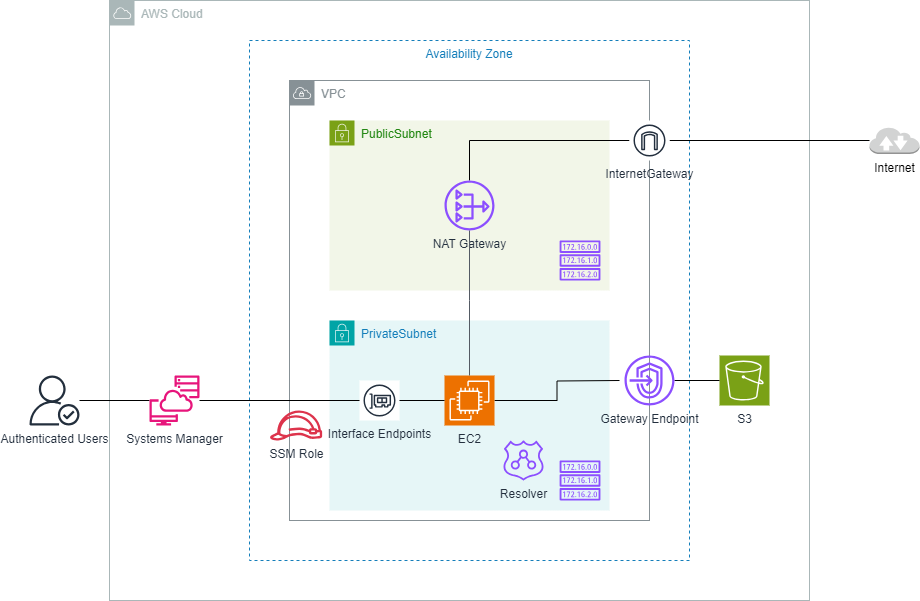 AWS Cloud
Availability Zone
VPC
PublicSubnet
InternetGateway
Internet
NAT Gateway
172.16.0.0
172.16.1.0
172.16.2.0
PrivateSubnet
Authenticated Users
Systems Manager
SSM Role
Interface Endpoints
EC2
Gateway Endpoint
S3
Resolver
172.16.0.0
172.16.1.0
172.16.2.0